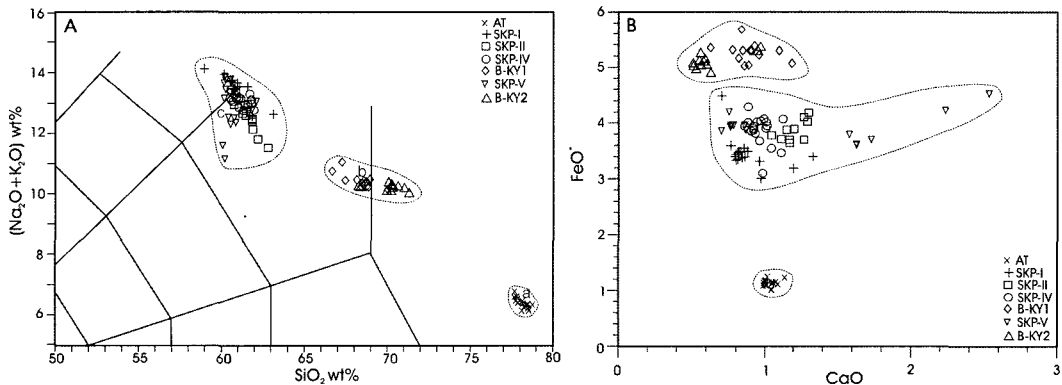 A
16
14
12
10
8
6
(Na₂O+K₂O) wt%
× AT
+ SKP-I
□ SKP-II
○ SKP-IV
◇ B-KY1
▽ SKP-V
△ B-KY2
c
b
a
50 55 60 65 70 75 80
SiO₂ wt%
B
6
5
4
3
2
1
0
FeO*
× AT
+ SKP-I
□ SKP-II
○ SKP-IV
◇ B-KY1
▽ SKP-V
△ B-KY2
0 1 2 3
CaO